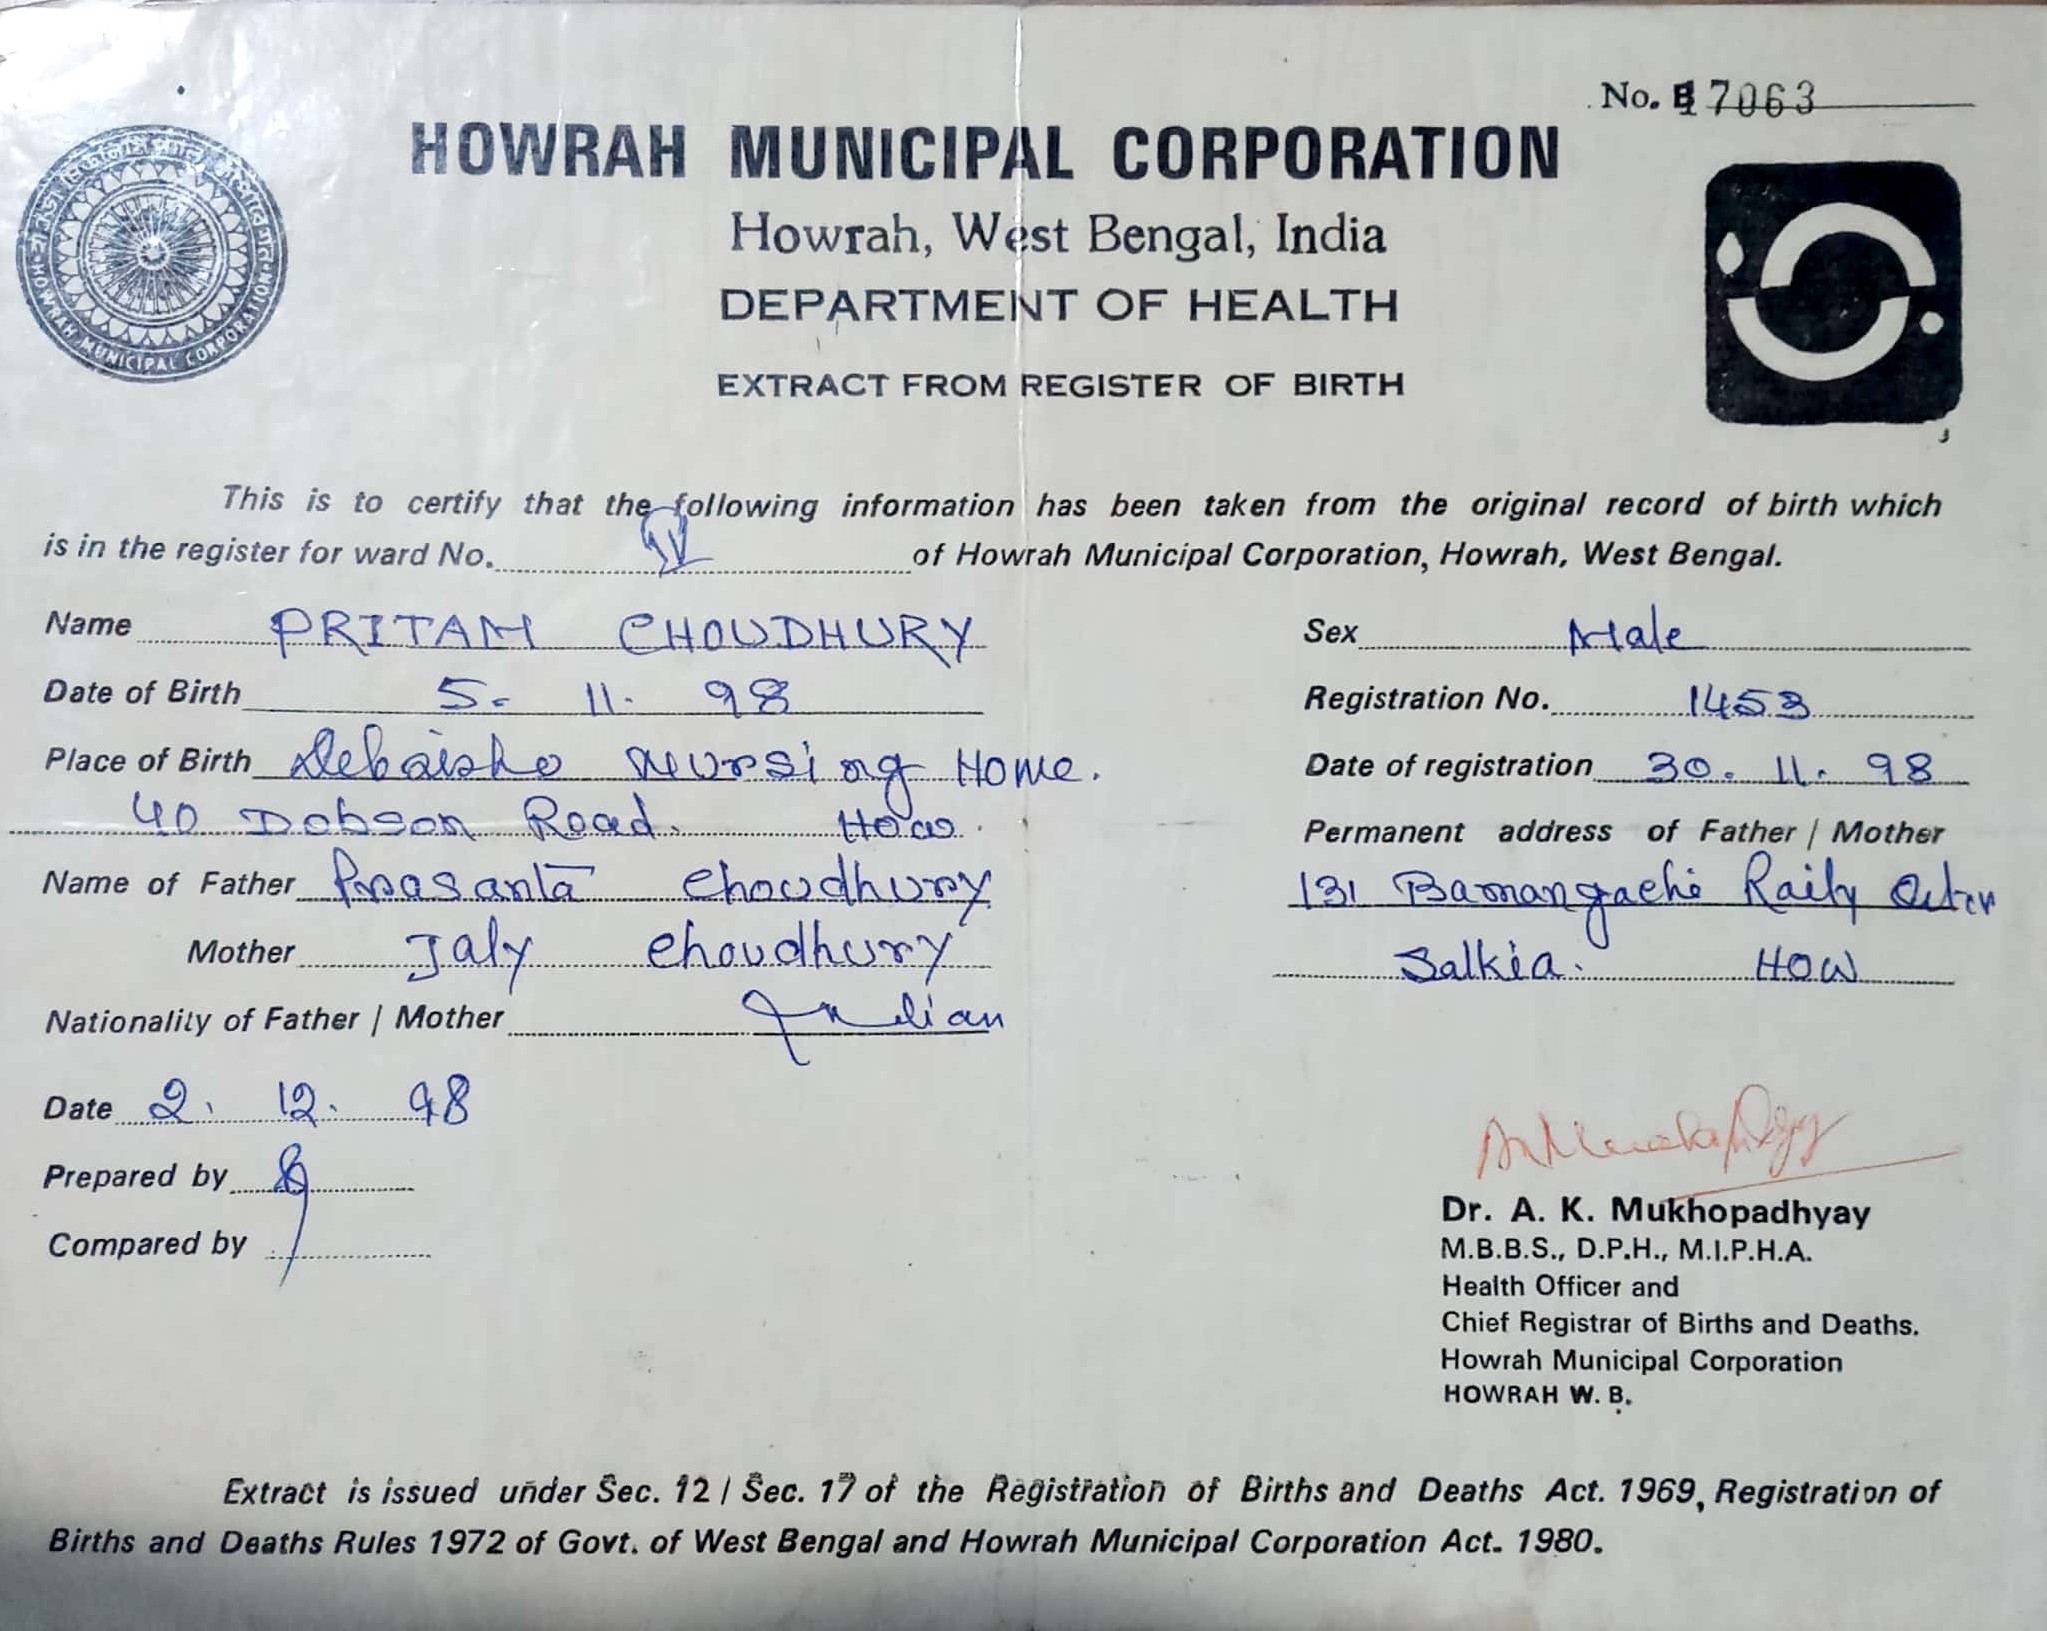 No. 17063
HOWRAH MUNICIPAL CORPORATION
Howrah, West Bengal, India
DEPARTMENT OF HEALTH
EXTRACT FROM REGISTER OF BIRTH
HOWRAH MUNICIPAL CORPORATION
This is to certify that the following information has been taken from the original record of birth which
is in the register for ward No. of Howrah Municipal Corporation, Howrah, West Bengal.
Name PRITAM CHOUDHURY
Sex Male
Date of Birth 5. 11. 98
Registration No. 1453
Place of Birth Nursing Home.
40 Dobson Road. How.
Date of registration 30. 11. 98
Permanent address of Father / Mother
Name of Father Prasanta Choudhury
131 Bamangachi Raily
Mother Jaly Choudhury
Salkia. HOW
Nationality of Father / Mother Indian
Date 2. 12. 98
Prepared by
Compared by
Dr. A. K. Mukhopadhyay
M.B.B.S., D.P.H., M.I.P.H.A.
Health Officer and
Chief Registrar of Births and Deaths.
Howrah Municipal Corporation
HOWRAH W. B.
Extract is issued under Sec. 12 / Sec. 17 of the Registration of Births and Deaths Act. 1969, Registration of
Births and Deaths Rules 1972 of Govt. of West Bengal and Howrah Municipal Corporation Act. 1980.